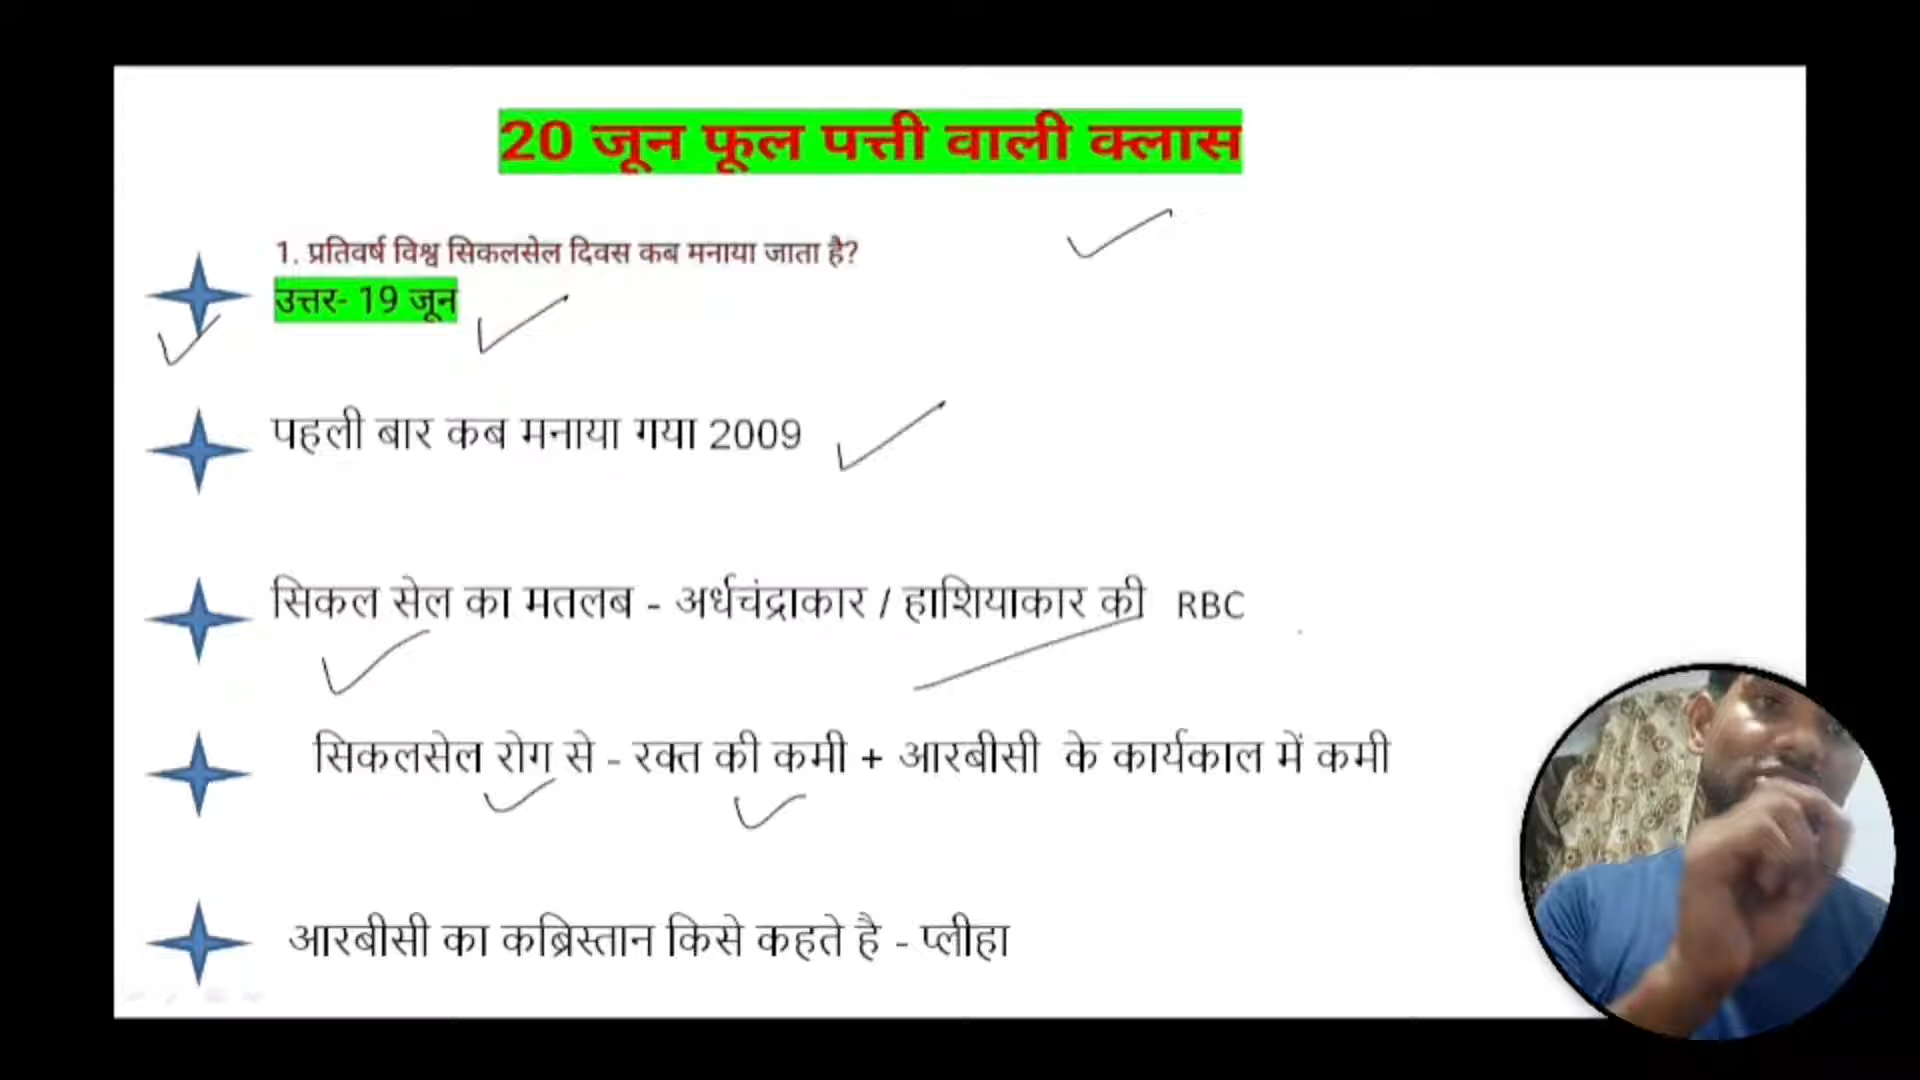 20 जून फूल पत्ती वाली क्लास
1. प्रतिवर्ष विश्व सिकलसेल दिवस कब मनाया जाता है?
उत्तर- 19 जून
पहली बार कब मनाया गया 2009
सिकल सेल का मतलब - अर्धचंद्राकार / हाशियाकार की RBC
सिकलसेल रोग से - रक्त की कमी + आरबीसी के कार्यकाल में कमी
आरबीसी का कब्रिस्तान किसे कहते है - प्लीहा